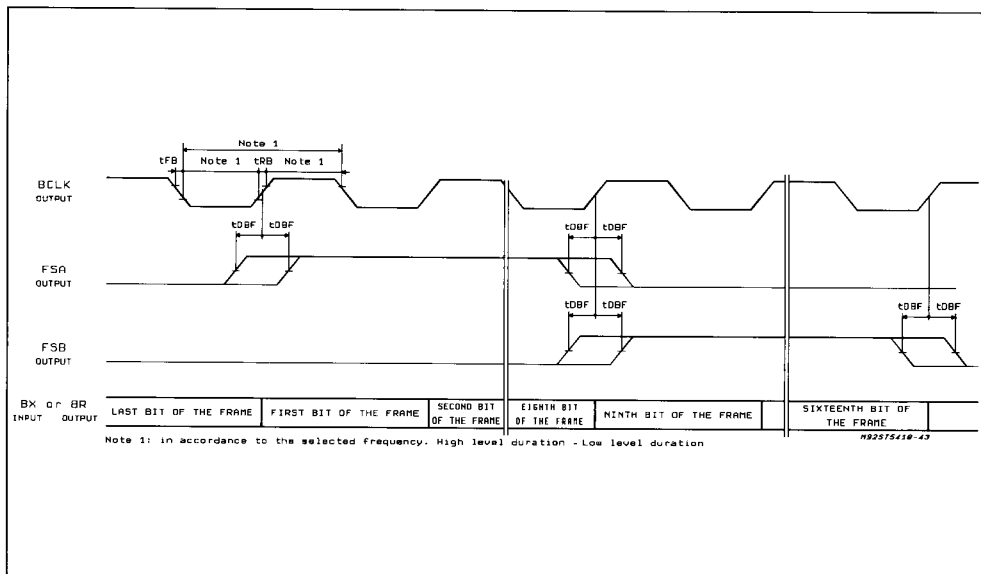 Note 1
tFB Note 1 tRB Note 1
BCLK
OUTPUT
tDBF tDBF
tDBF tDBF
FSA
OUTPUT
tDBF tDBF
tDBF tDBF
FSB
OUTPUT
BX or BR
INPUT OUTPUT
LAST BIT OF THE FRAME
FIRST BIT OF THE FRAME
SECOND BIT
OF THE FRAME
EIGHTH BIT
OF THE FRAME
NINTH BIT OF THE FRAME
SIXTEENTH BIT OF
THE FRAME
Note 1: in accordance to the selected frequency. High level duration - Low level duration
M92ST5410-43